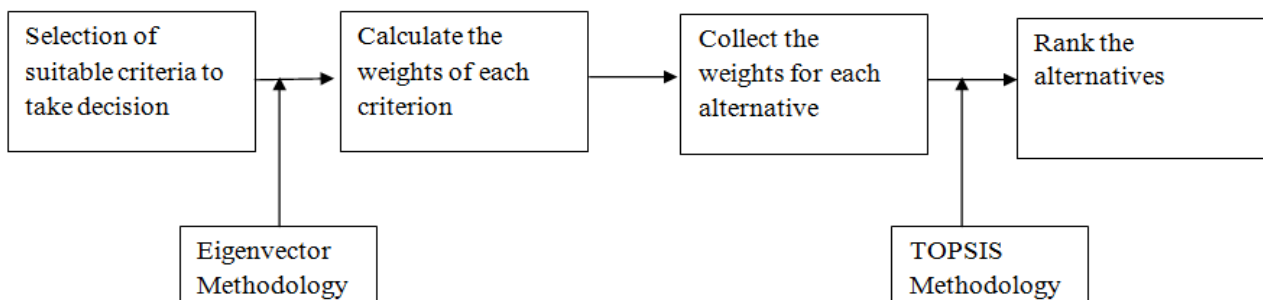 Selection of
suitable criteria to
take decision
Calculate the
weights of each
criterion
Collect the
weights for each
alternative
Rank the
alternatives
Eigenvector
Methodology
TOPSIS
Methodology